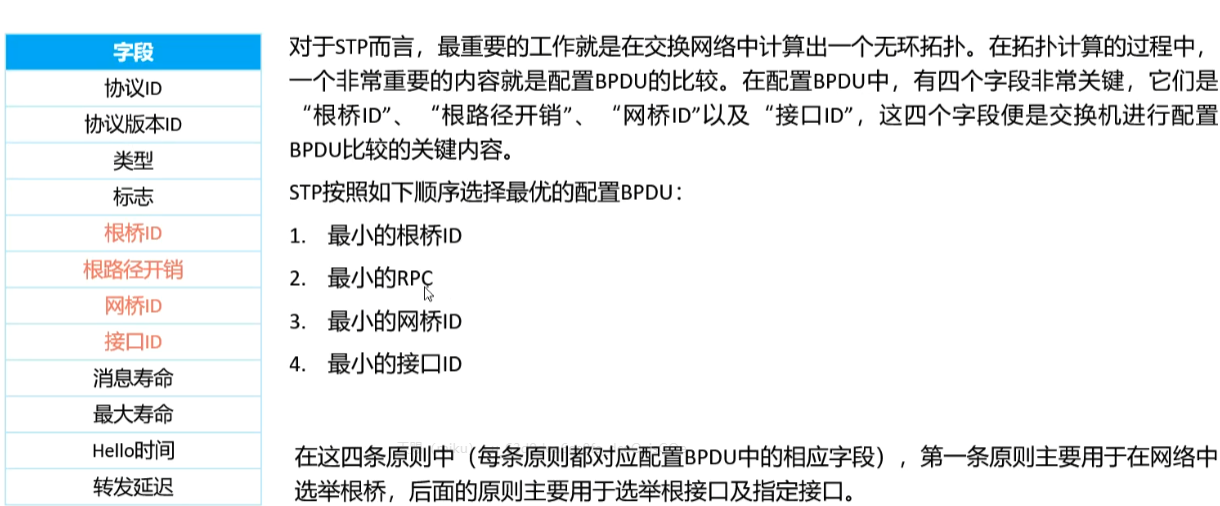 字段
协议ID
协议版本ID
类型
标志
根桥ID
根路径开销
网桥ID
接口ID
消息寿命
最大寿命
Hello时间
转发延迟
对于STP而言，最重要的工作就是在交换网络中计算出一个无环拓扑。在拓扑计算的过程中，
一个非常重要的内容就是配置BPDU的比较。在配置BPDU中，有四个字段非常关键，它们是
“根桥ID”、“根路径开销”、“网桥ID”以及“接口ID”，这四个字段便是交换机进行配置
BPDU比较的关键内容。
STP按照如下顺序选择最优的配置BPDU：
1. 最小的根桥ID
2. 最小的RPC
3. 最小的网桥ID
4. 最小的接口ID
在这四条原则中（每条原则都对应配置BPDU中的相应字段），第一条原则主要用于在网络中
选举根桥，后面的原则主要用于选举根接口及指定接口。